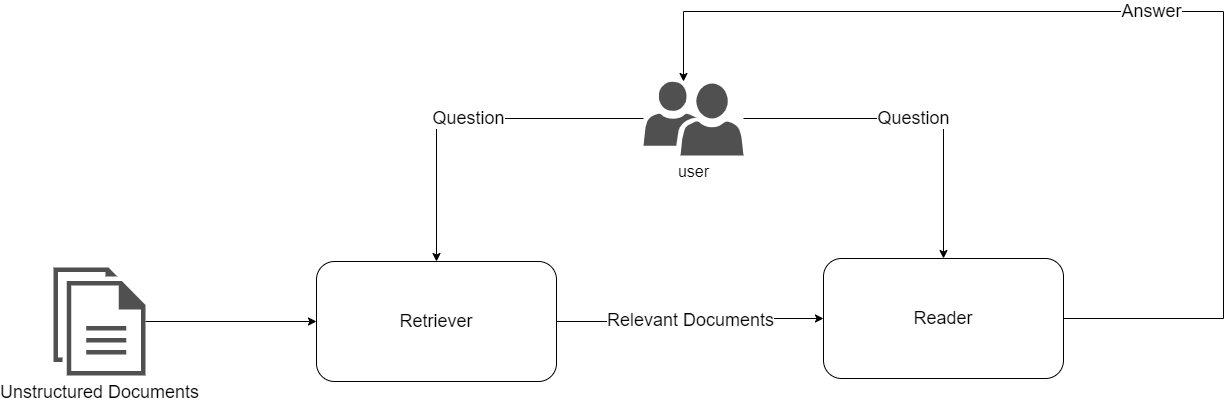 Answer
Question
Question
user
Retriever
Relevant Documents
Reader
Unstructured Documents